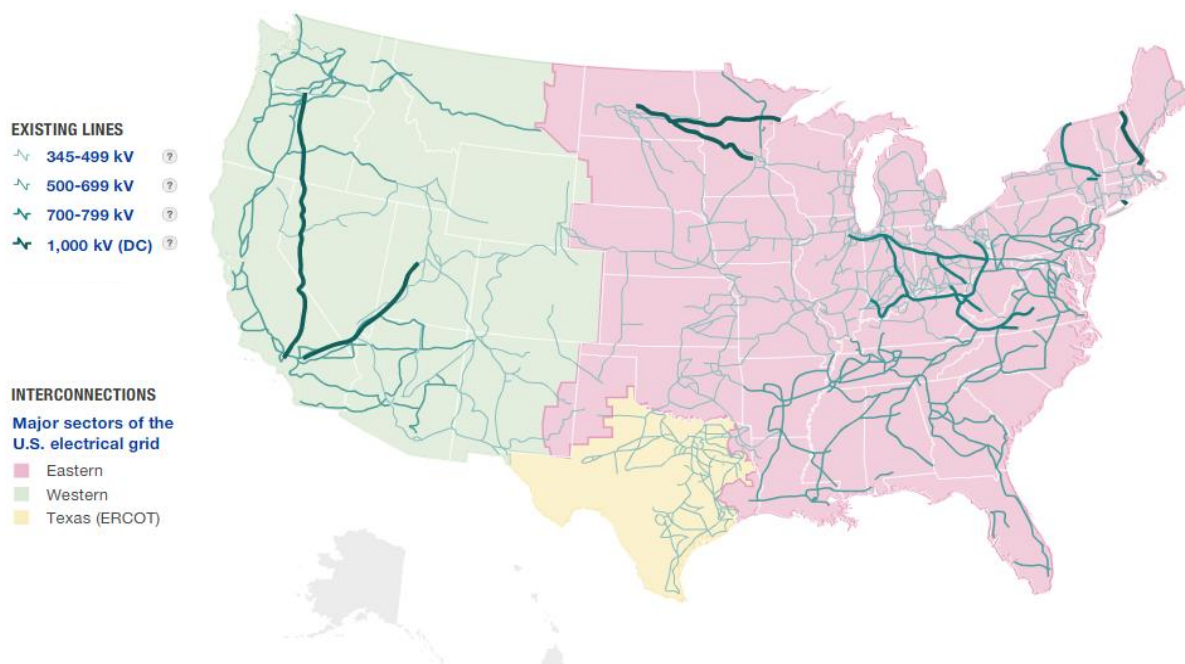 EXISTING LINES
345-499 kV ?
500-699 kV ?
700-799 kV ?
1,000 kV (DC) ?
INTERCONNECTIONS
Major sectors of the
U.S. electrical grid
Eastern
Western
Texas (ERCOT)